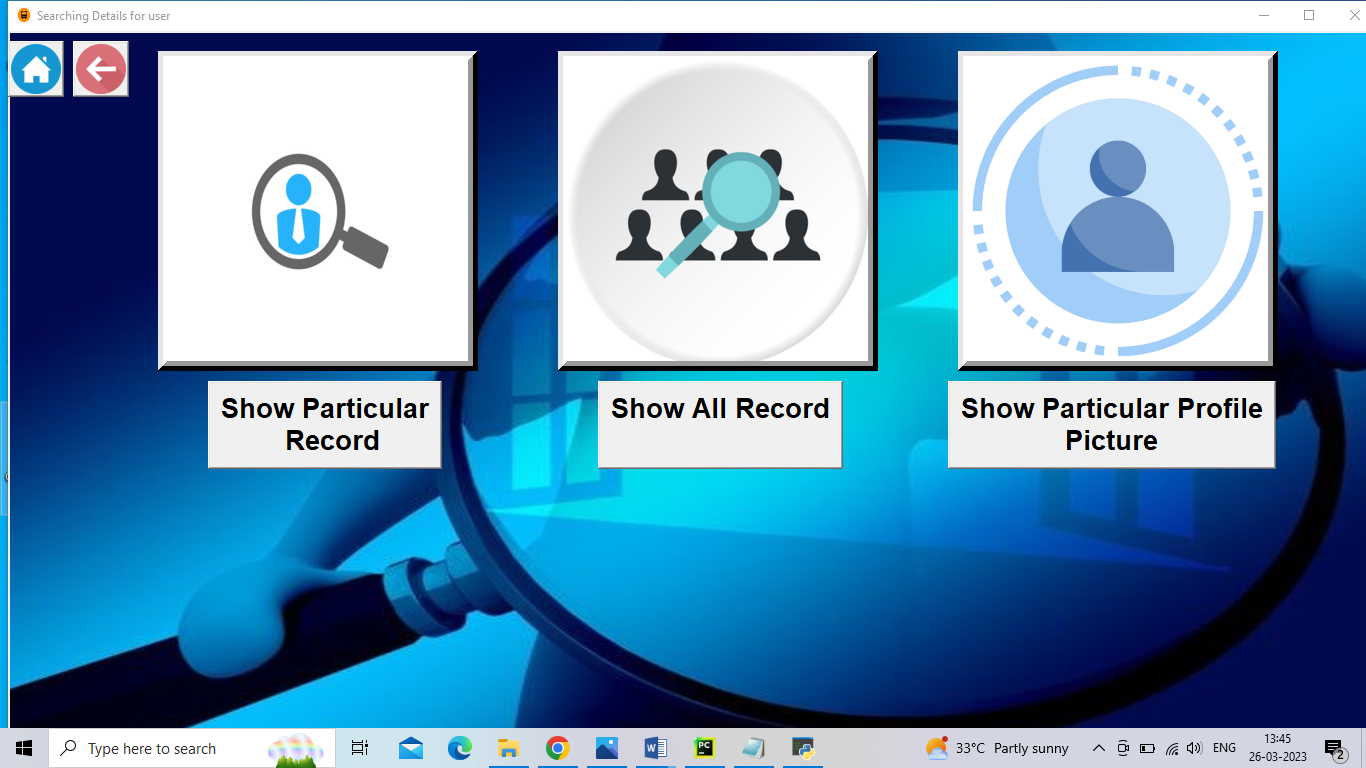 Searching Details for user
Show Particular
Record
Show All Record
Show Particular Profile
Picture
Type here to search
PC
33°C Partly sunny
ENG
13:45
26-03-2023
2